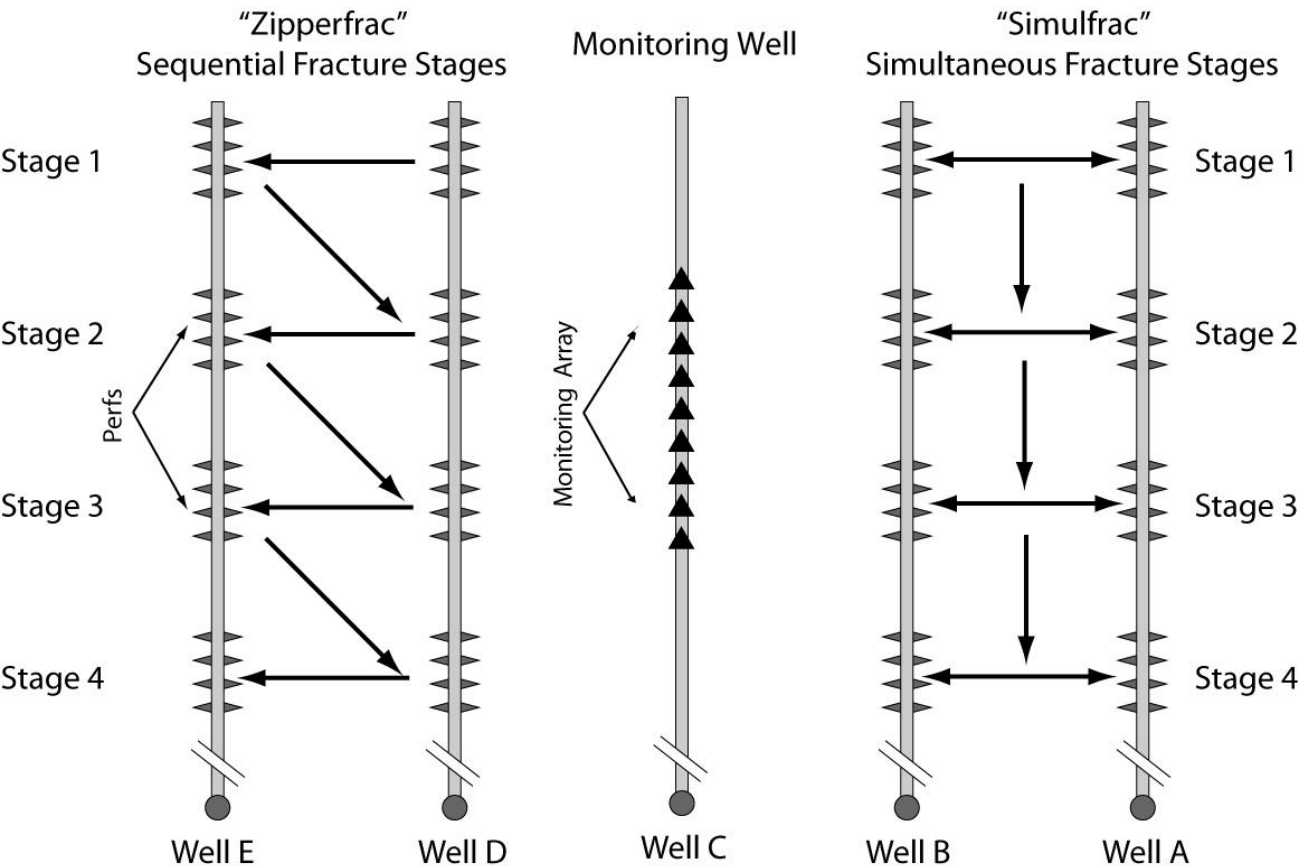 “Zipperfrac”
Sequential Fracture Stages
Monitoring Well
“Simulfrac”
Simultaneous Fracture Stages
Stage 1
Stage 1
Stage 2
Stage 2
Perfs
Monitoring Array
Stage 3
Stage 3
Stage 4
Stage 4
Well E
Well D
Well C
Well B
Well A